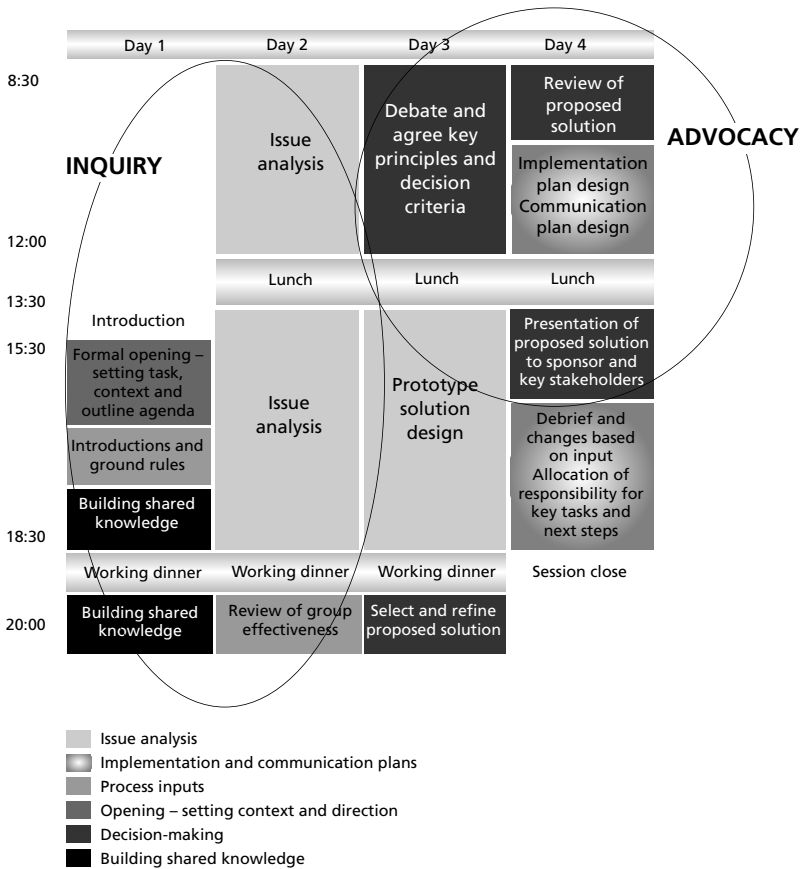 Day 1
Day 2
Day 3
Day 4
8:30
12:00
13:30
15:30
18:30
20:00
INQUIRY
ADVOCACY
Introduction
Formal opening –
setting task,
context and
outline agenda
Introductions and
ground rules
Building shared
knowledge
Working dinner
Building shared
knowledge
Issue
analysis
Lunch
Issue
analysis
Working dinner
Review of group
effectiveness
Debate and
agree key
principles and
decision
criteria
Lunch
Prototype
solution
design
Working dinner
Select and refine
proposed solution
Review of
proposed
solution
Implementation
plan design
Communication
plan design
Lunch
Presentation of
proposed solution
to sponsor and
key stakeholders
Debrief and
changes based
on input
Allocation of
responsibility for
key tasks and
next steps
Session close
Issue analysis
Implementation and communication plans
Process inputs
Opening – setting context and direction
Decision-making
Building shared knowledge